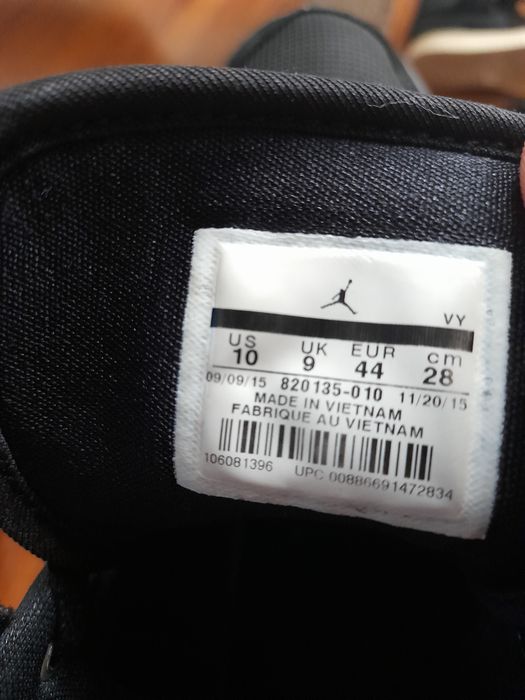 VY
US UK EUR cm
10 9 44 28
09/09/15 820135-010 11/20/15
MADE IN VIETNAM
FABRIQUE AU VIETNAM
106081396 UPC 00886691472834